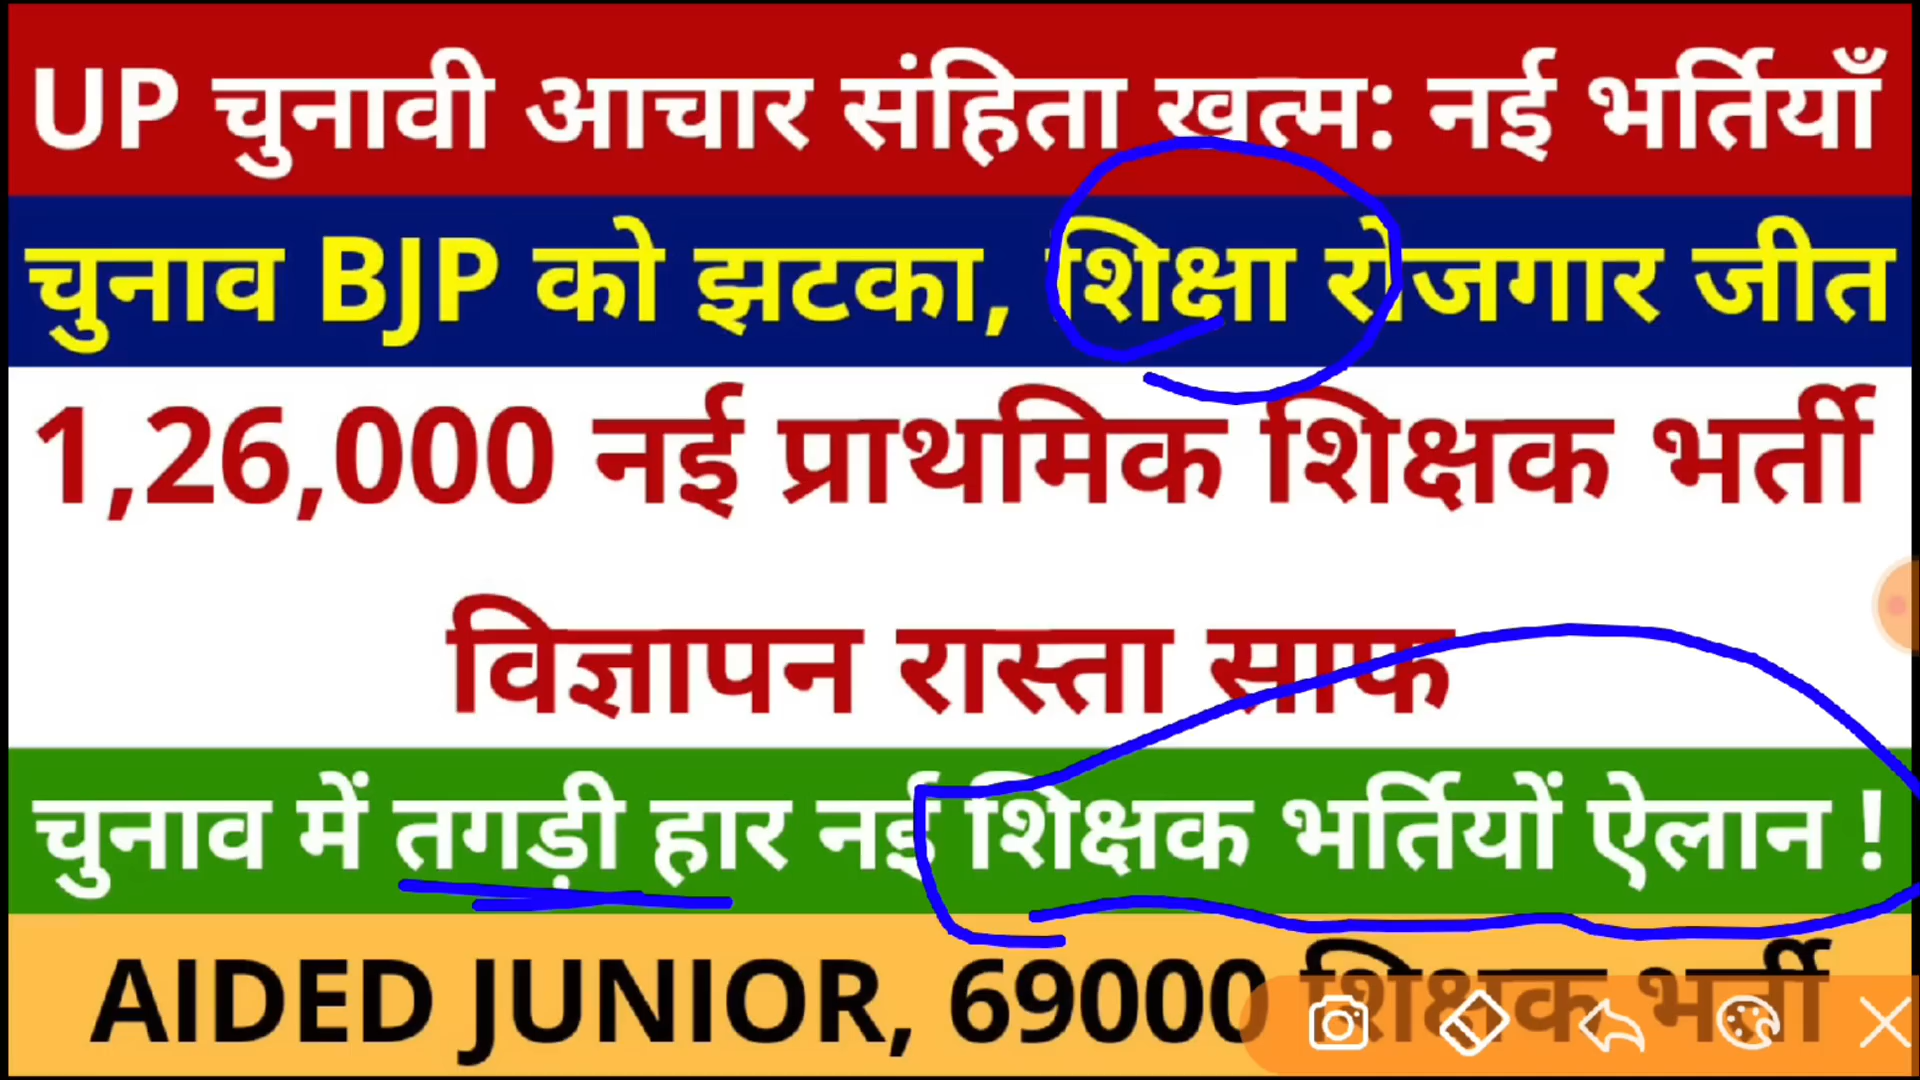 UP चुनावी आचार संहिता खत्म: नई भर्तियाँ
चुनाव BJP को झटका, शिक्षा रोजगार जीत
1,26,000 नई प्राथमिक शिक्षक भर्ती
विज्ञापन रास्ता साफ
चुनाव में तगड़ी हार नई शिक्षक भर्तियों ऐलान !
AIDED JUNIOR, 69000 शिक्षक भर्ती